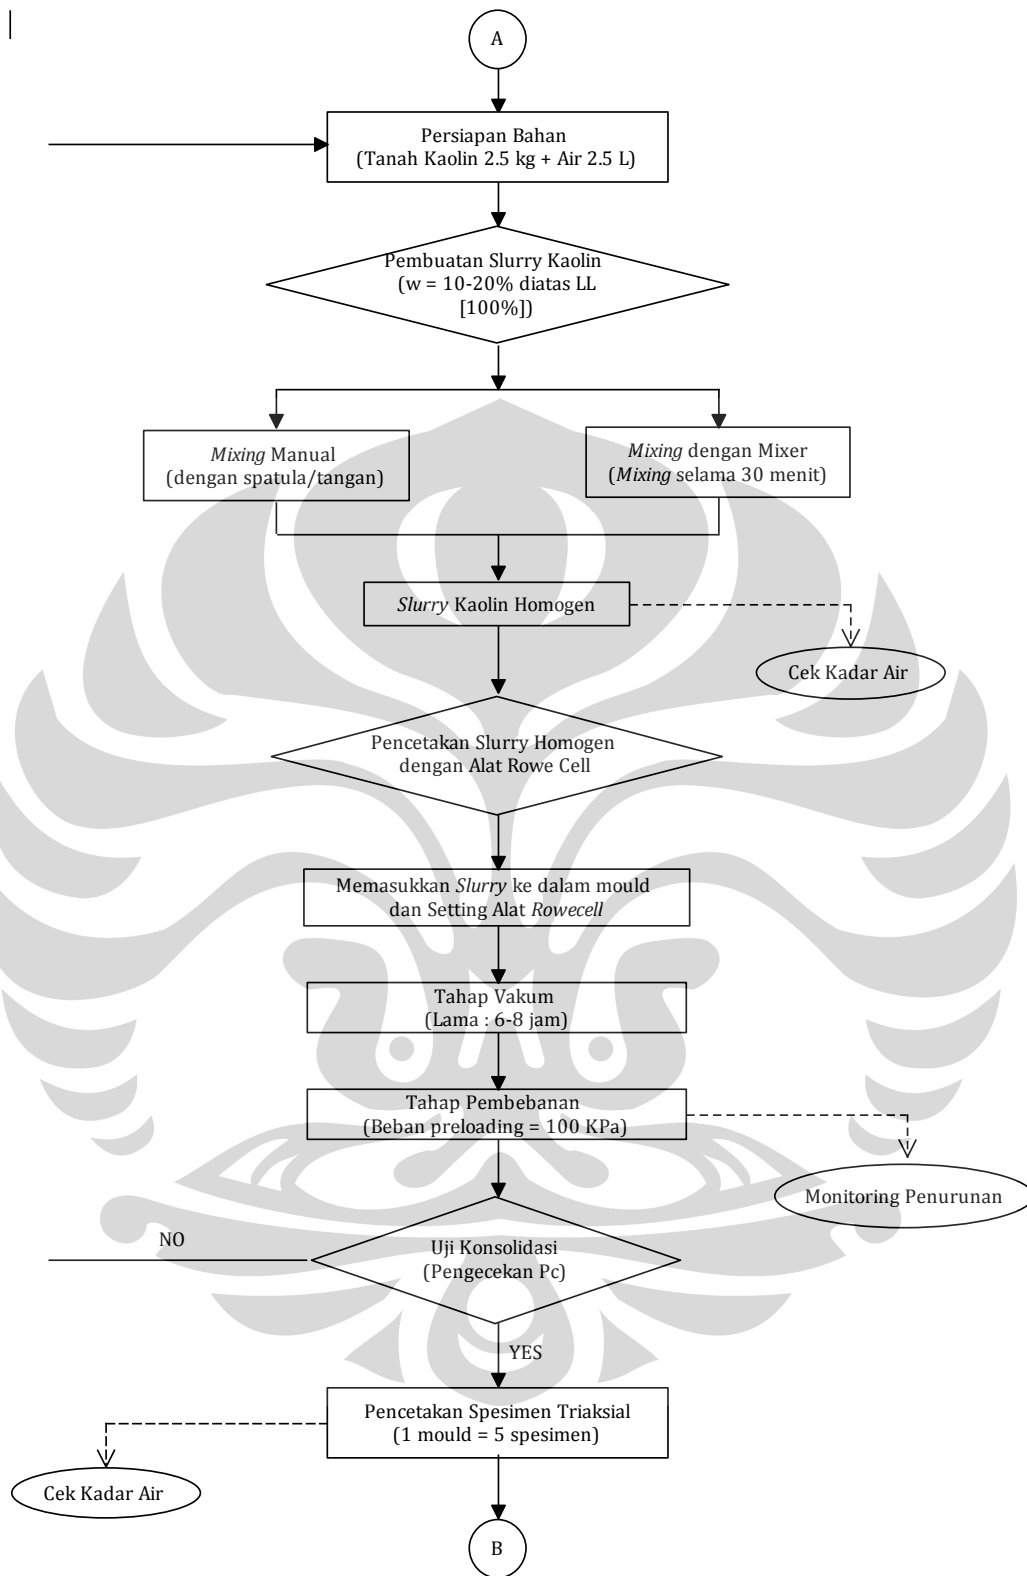 A
Persiapan Bahan
(Tanah Kaolin 2.5 kg + Air 2.5 L)
Pembuatan Slurry Kaolin
(w = 10-20% diatas LL
[100%])
Mixing Manual
(dengan spatula/tangan)
Mixing dengan Mixer
(Mixing selama 30 menit)
Slurry Kaolin Homogen
Cek Kadar Air
Pencetakan Slurry Homogen
dengan Alat Rowe Cell
Memasukkan Slurry ke dalam mould
dan Setting Alat Rowecell
Tahap Vakum
(Lama : 6-8 jam)
Tahap Pembebanan
(Beban preloading = 100 KPa)
Monitoring Penurunan
NO
Uji Konsolidasi
(Pengecekan Pc)
YES
Pencetakan Spesimen Triaksial
(1 mould = 5 spesimen)
Cek Kadar Air
B